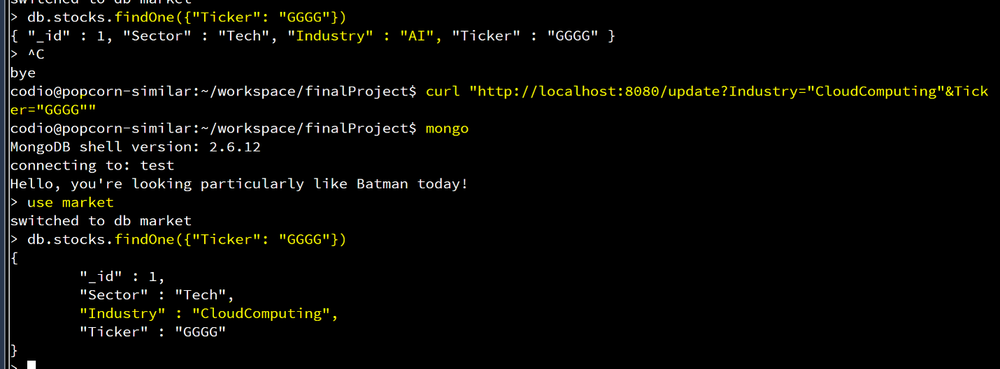 switched to db market
> db.stocks.findOne({"Ticker": "GGGG"})
{ "_id" : 1, "Sector" : "Tech", "Industry" : "AI", "Ticker" : "GGGG" }
> ^C
bye
codio@popcorn-similar:~/workspace/finalProject$ curl "http://localhost:8080/update?Industry="CloudComputing"&Tick
er="GGGG""
codio@popcorn-similar:~/workspace/finalProject$ mongo
MongoDB shell version: 2.6.12
connecting to: test
Hello, you're looking particularly like Batman today!
> use market
switched to db market
> db.stocks.findOne({"Ticker": "GGGG"})
{
        "_id" : 1,
        "Sector" : "Tech",
        "Industry" : "CloudComputing",
        "Ticker" : "GGGG"
}
>